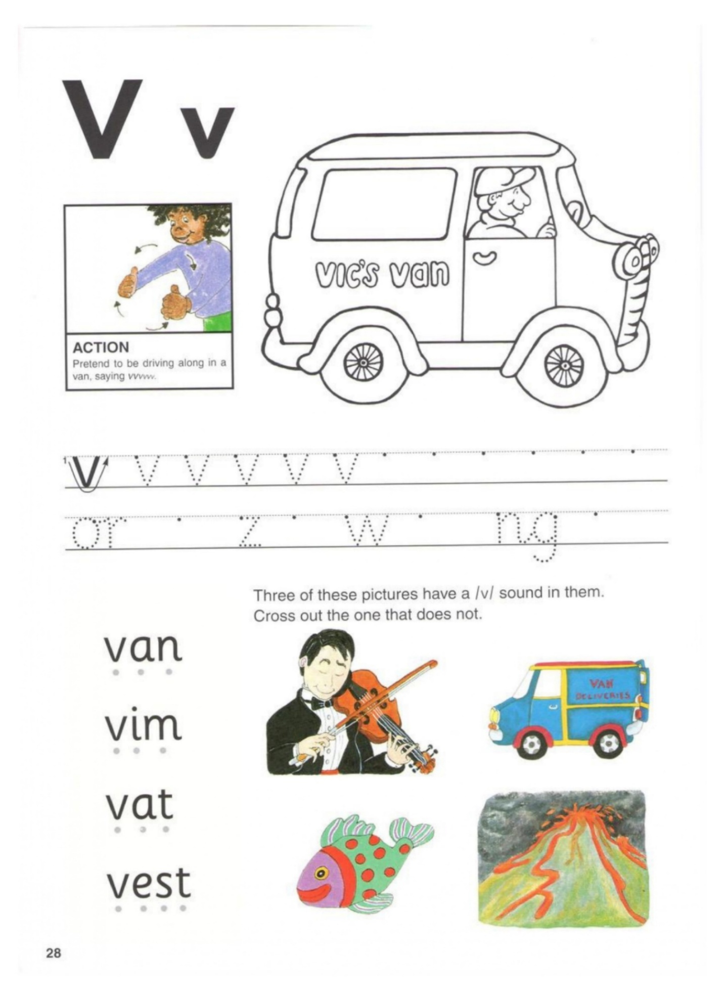 V v
vic's van
ACTION
Pretend to be driving along in a
van, saying vvvvv.
1 v v v v v v
or z w ng
Three of these pictures have a /v/ sound in them.
Cross out the one that does not.
van
vim
vat
vest
VAN
DELIVERIES
28